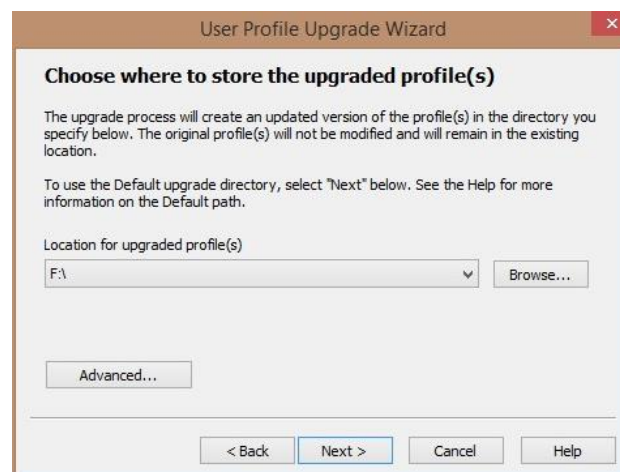 User Profile Upgrade Wizard
Choose where to store the upgraded profile(s)
The upgrade process will create an updated version of the profile(s) in the directory you
specify below. The original profile(s) will not be modified and will remain in the existing
location.
To use the Default upgrade directory, select "Next" below. See the Help for more
information on the Default path.
Location for upgraded profile(s)
F:\
Browse...
Advanced...
< Back
Next >
Cancel
Help